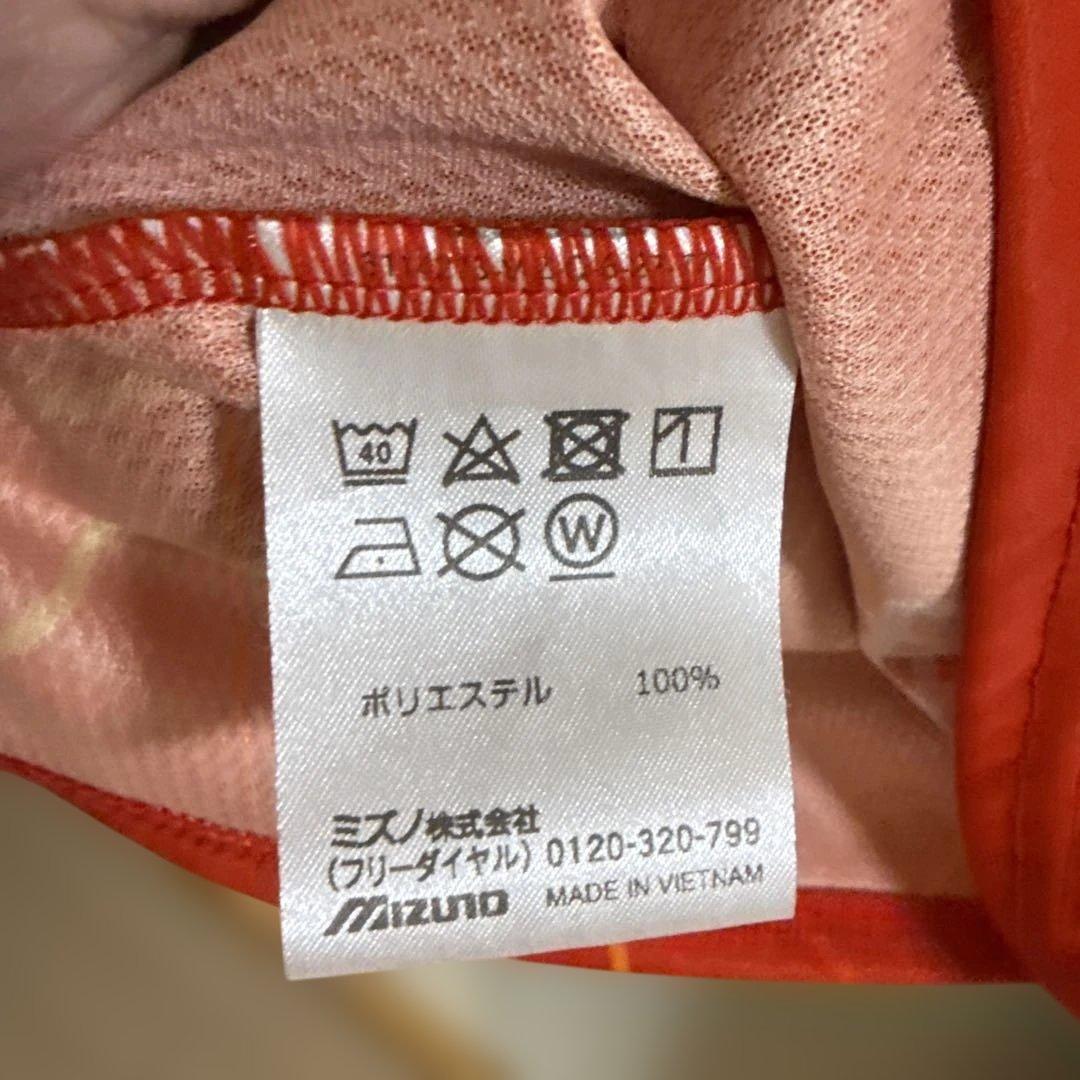 40
W
ポリエステル 100%
ミズノ株式会社
(フリーダイヤル) 0120-320-799
MIZUNO MADE IN VIETNAM